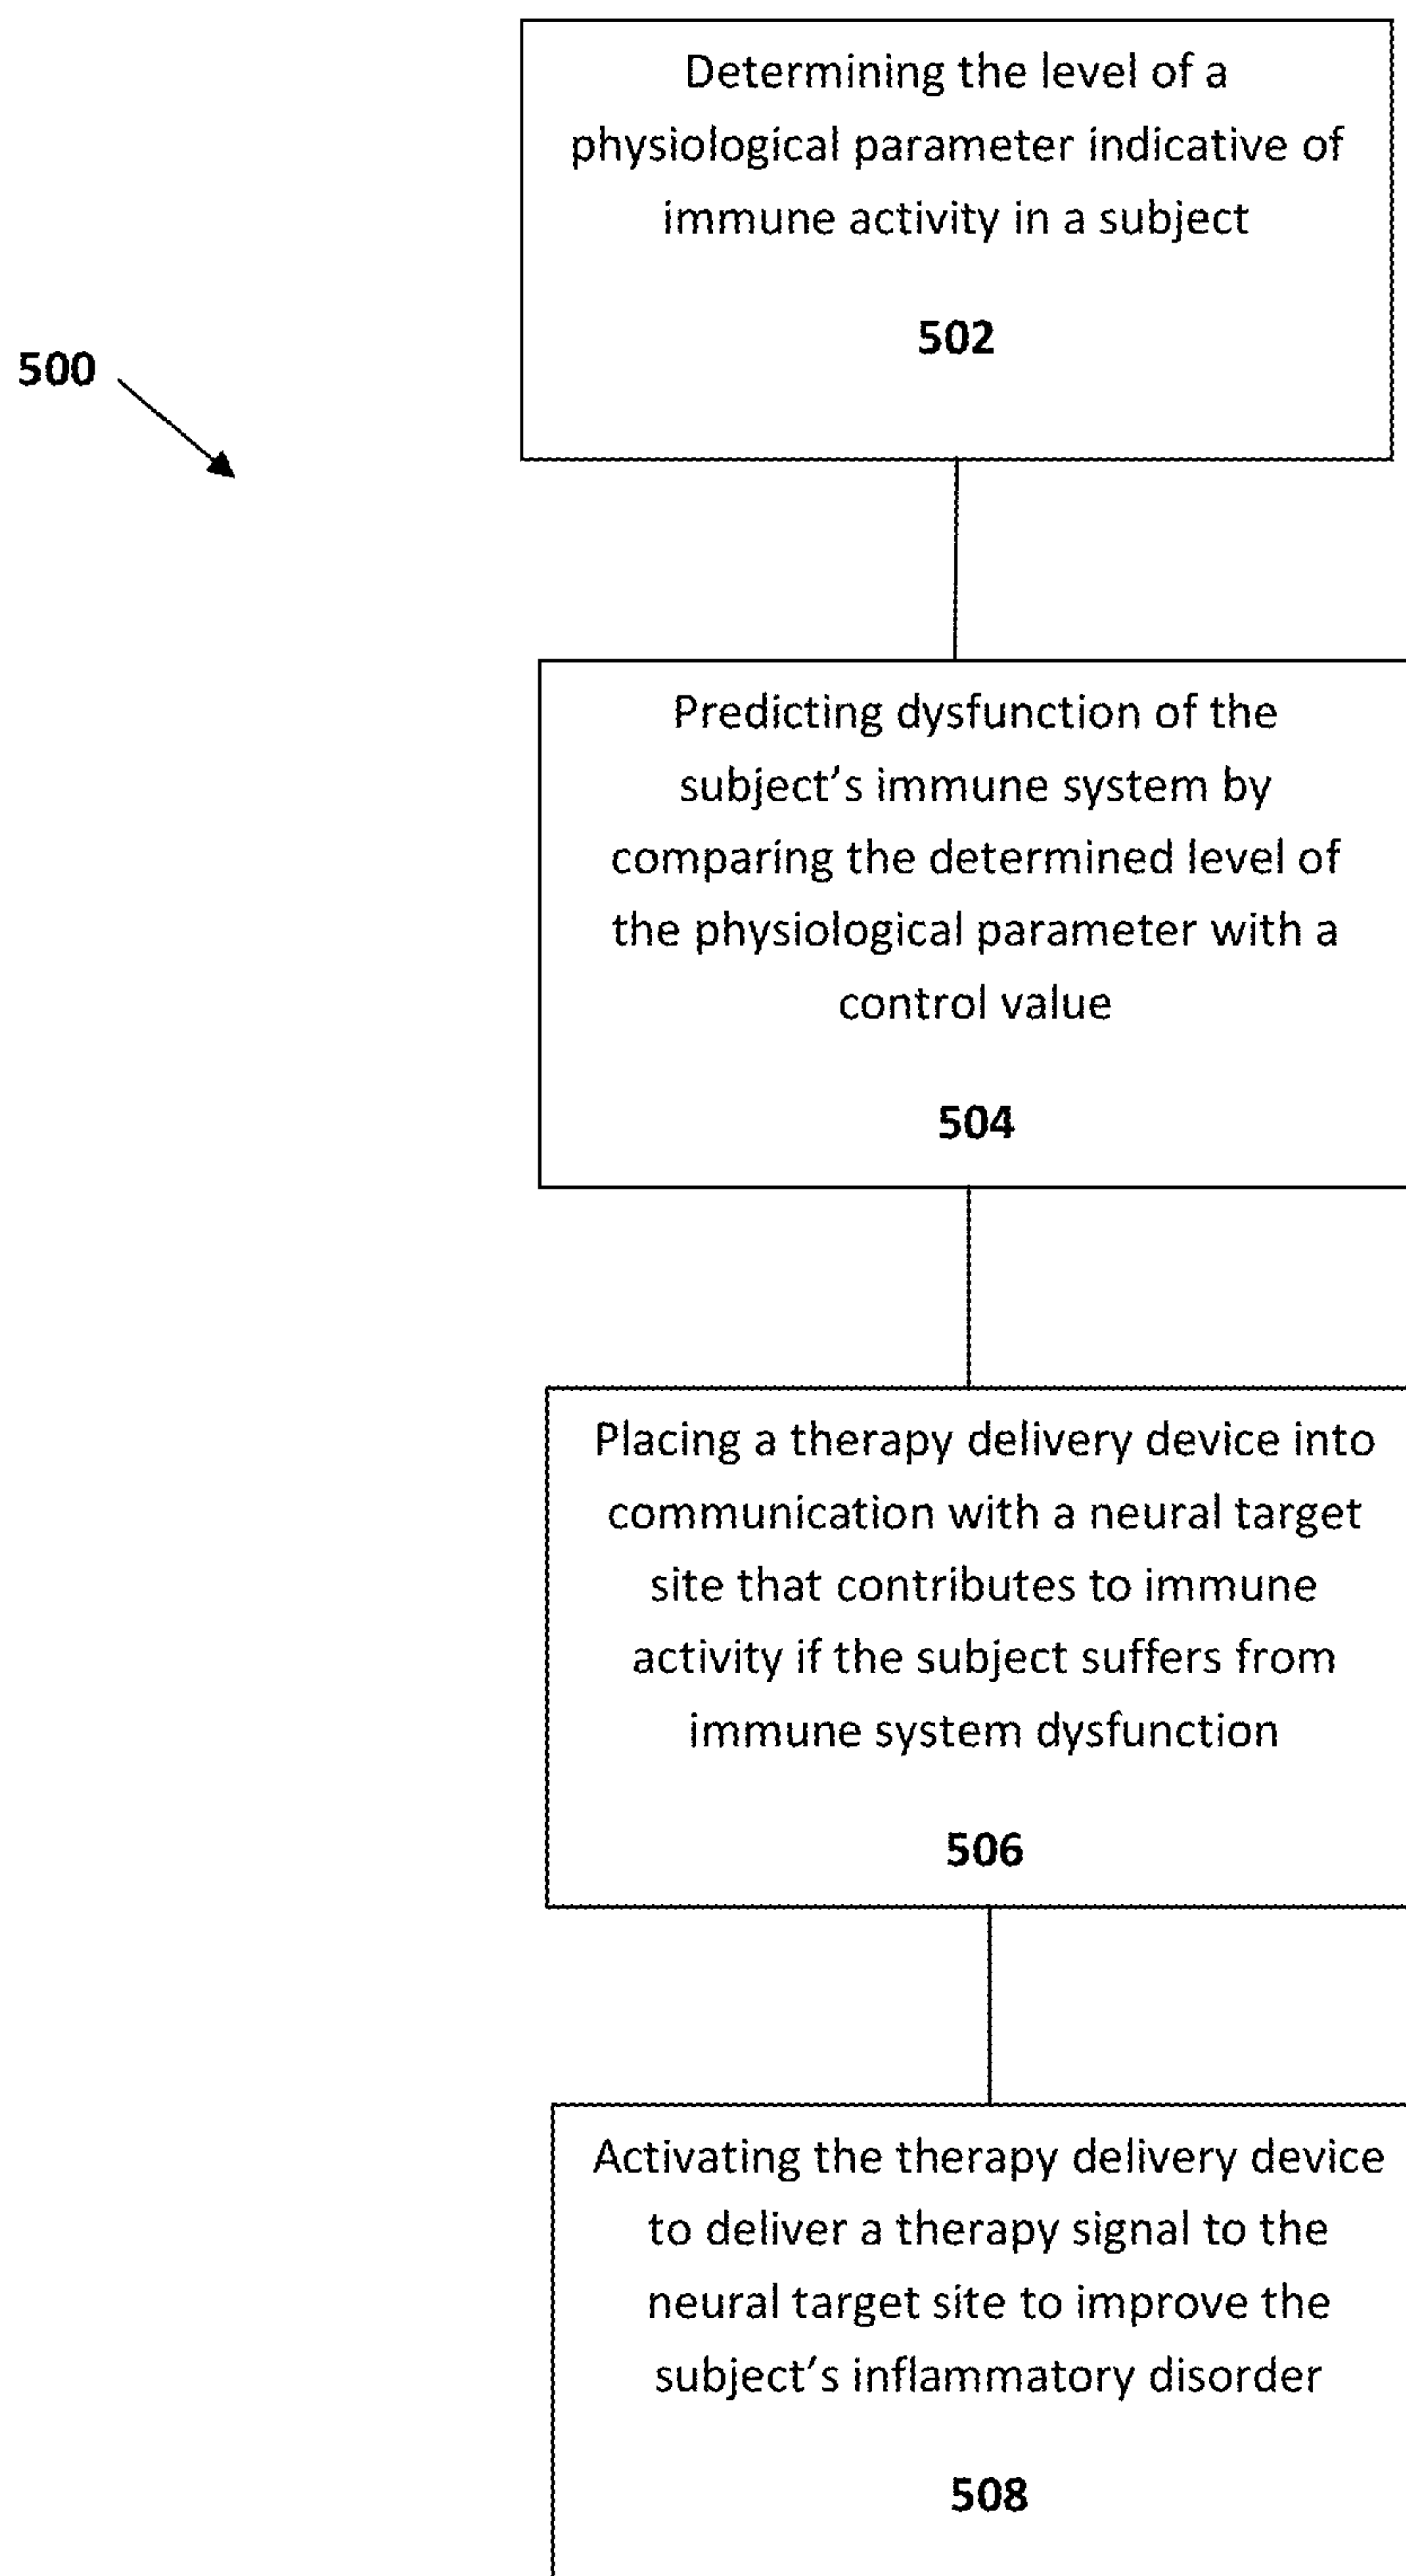 Determining the level of a
physiological parameter indicative of
immune activity in a subject
502
500
Predicting dysfunction of the
subject's immune system by
comparing the determined level of
the physiological parameter with a
control value
504
Placing a therapy delivery device into
communication with a neural target
site that contributes to immune
activity if the subject suffers from
immune system dysfunction
506
Activating the therapy delivery device
to deliver a therapy signal to the
neural target site to improve the
subject's inflammatory disorder
508